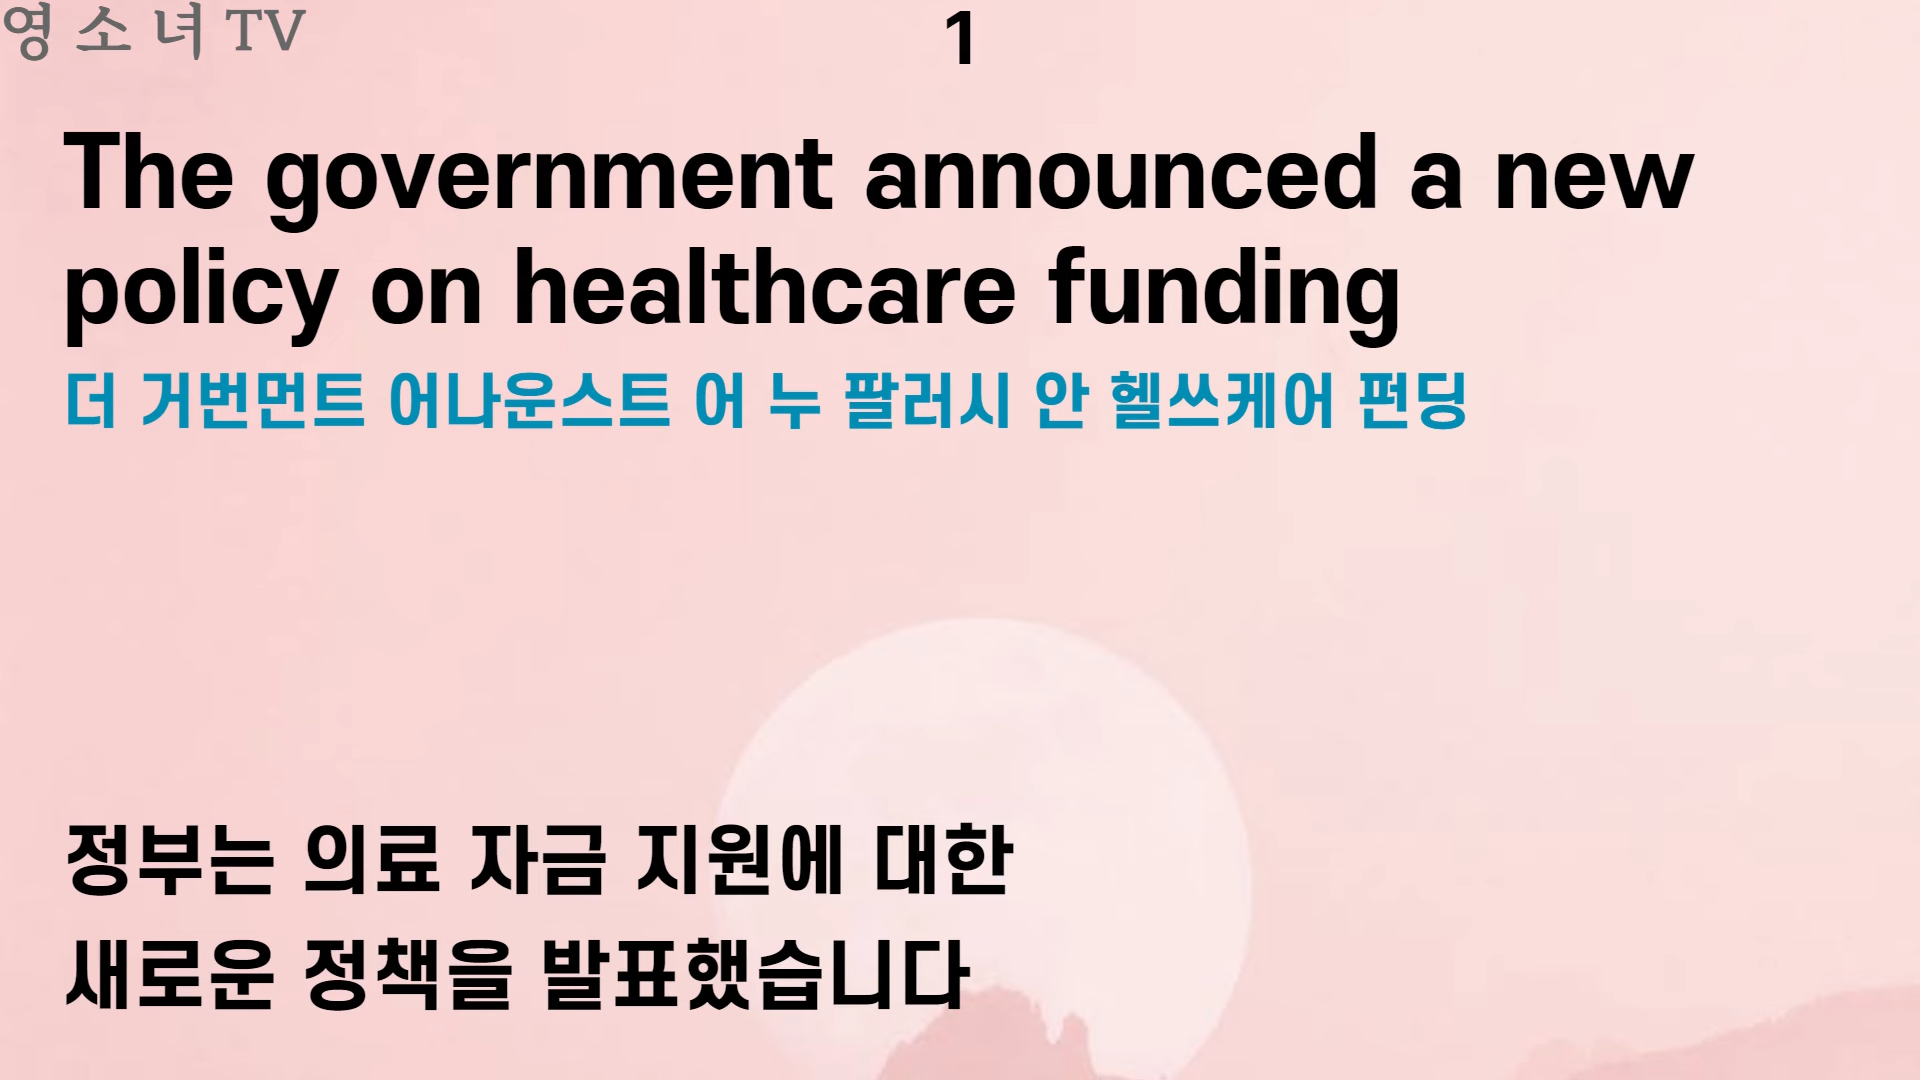 영소녀TV
1
The government announced a new
policy on healthcare funding
더 거번먼트 어나운스트 어 누 팔러시 안 헬쓰케어 펀딩
정부는 의료 자금 지원에 대한
새로운 정책을 발표했습니다